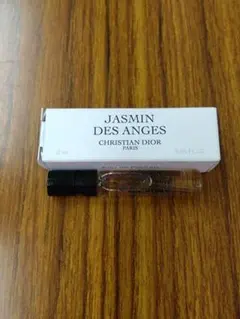 JASMIN
DES ANGES
CHRISTIAN DIOR
PARIS